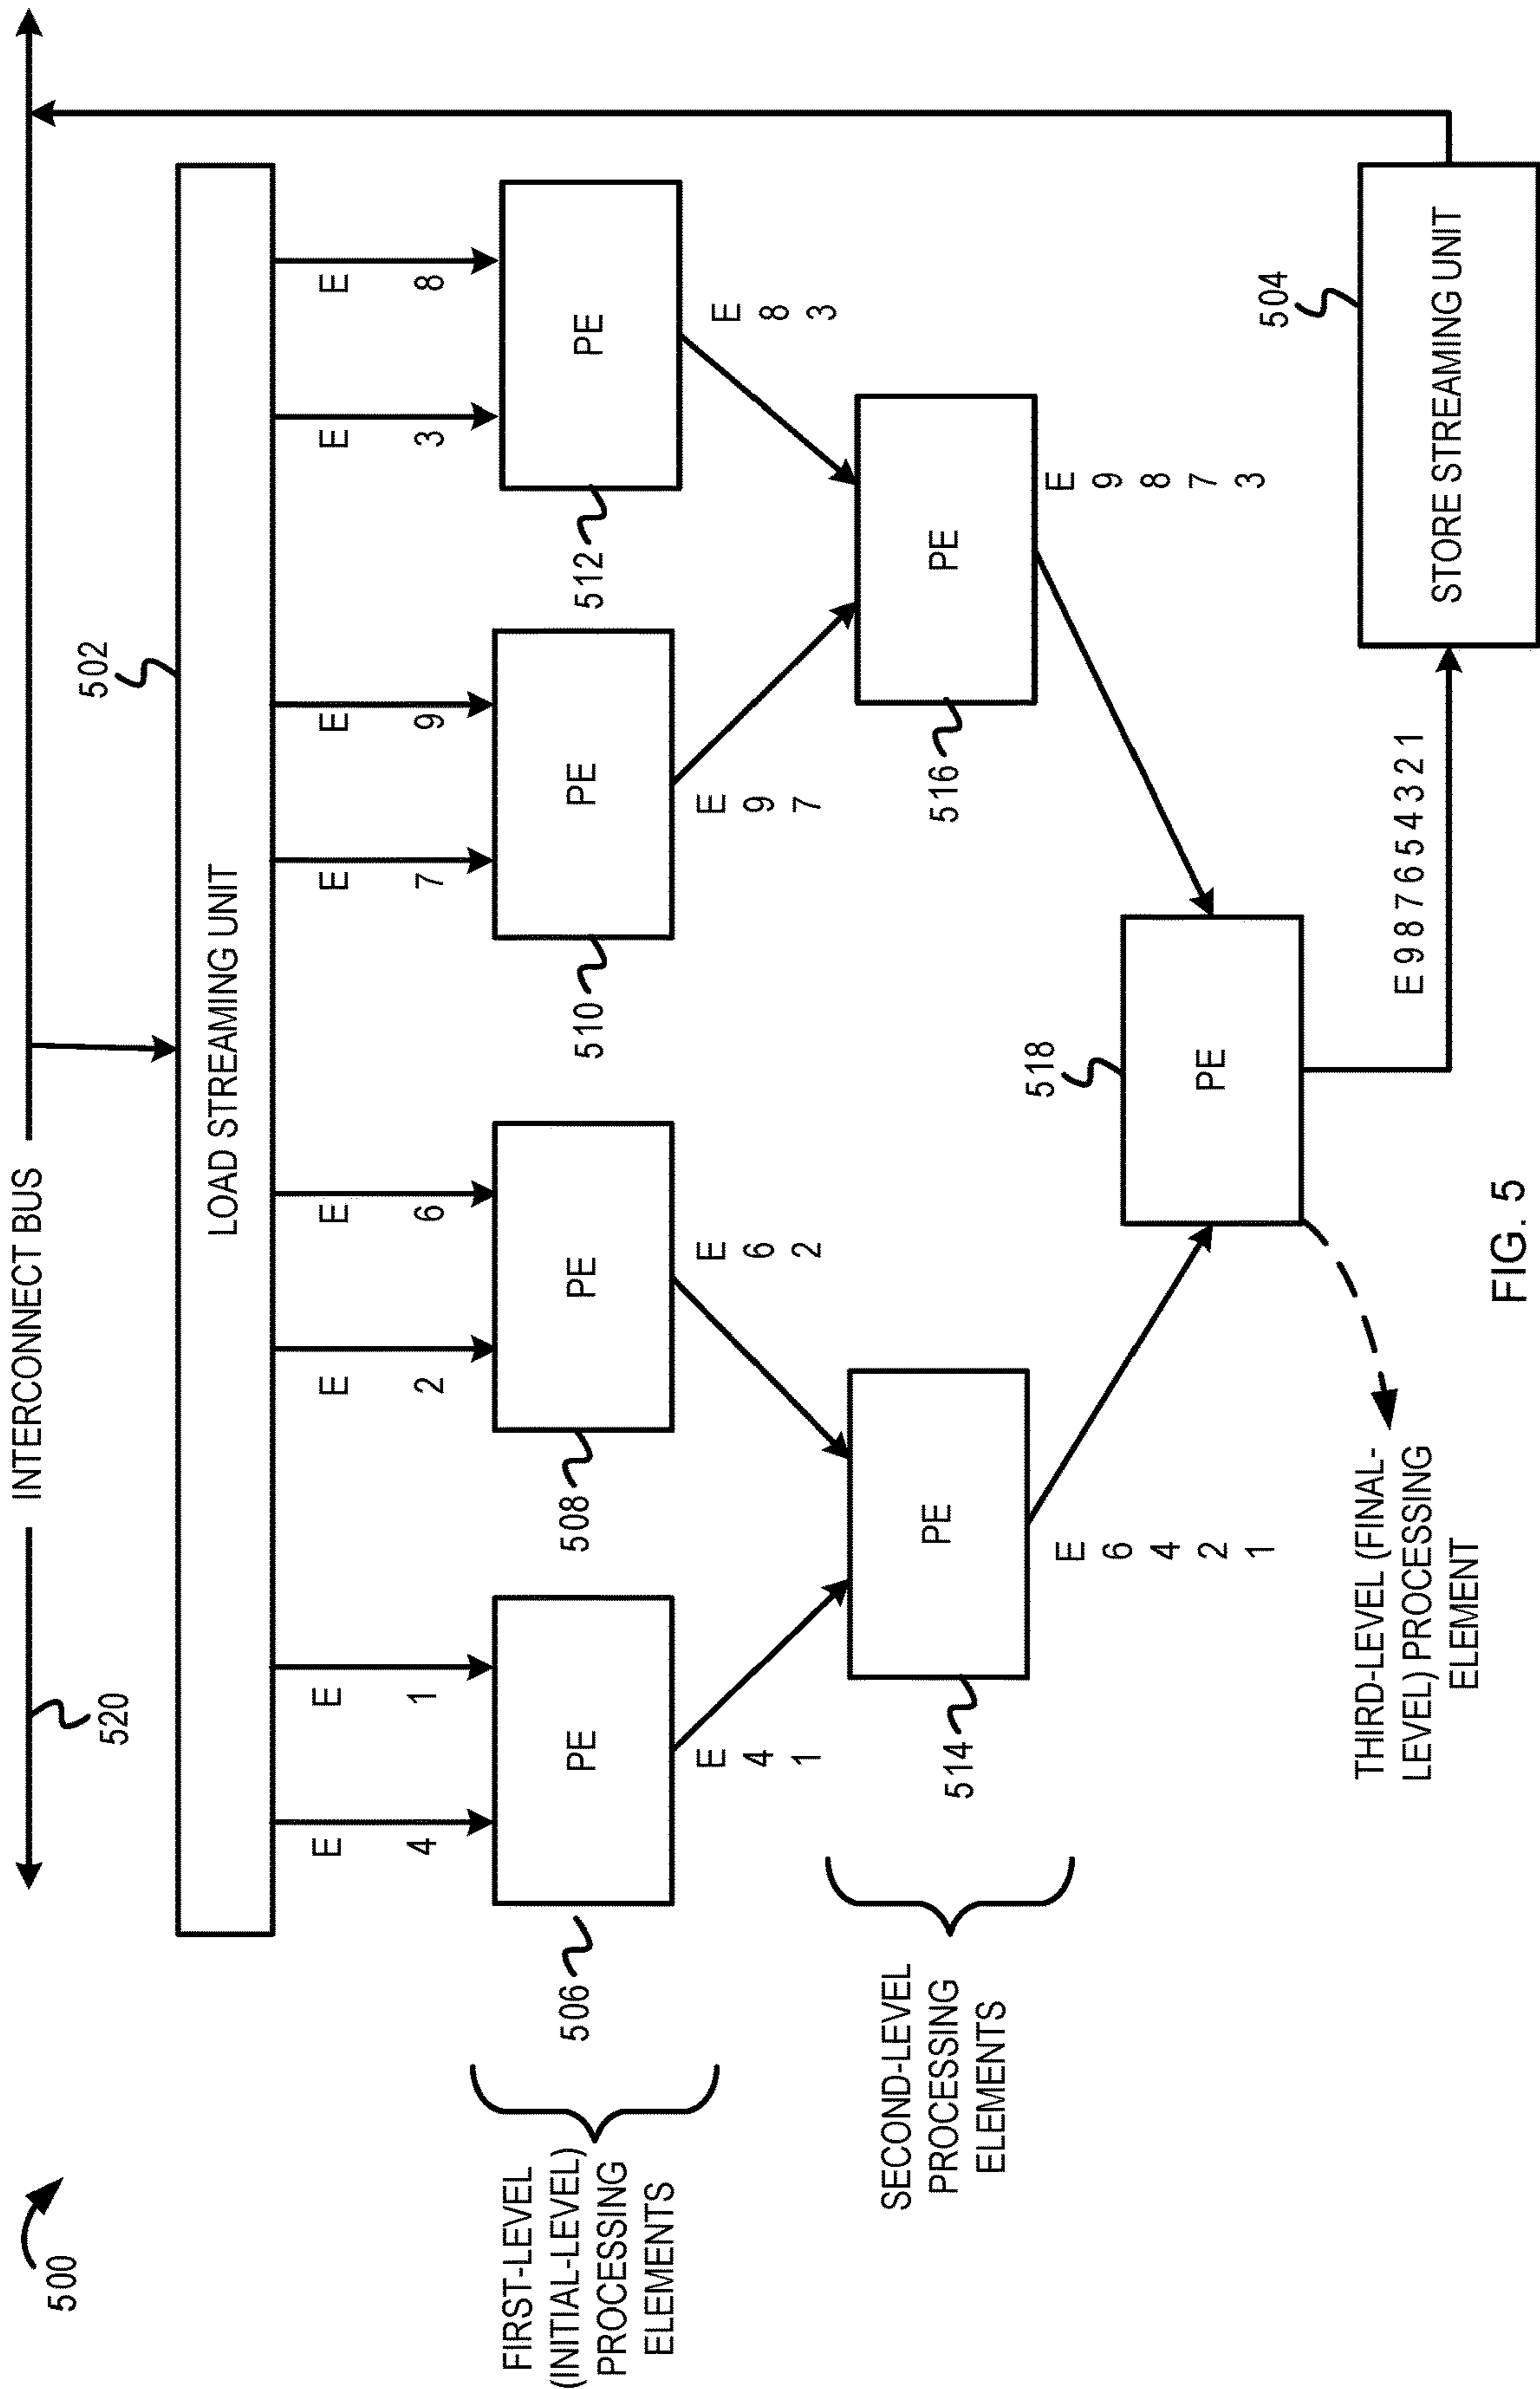 500
INTERCONNECT BUS
520
502
LOAD STREAMING UNIT
E E E E E E E E
4 1 2 6 7 9 3 8
FIRST-LEVEL
(INITIAL-LEVEL)
PROCESSING
ELEMENTS
506
PE
508
PE
510
PE
512
PE
E
4
1
E
6
2
E
9
7
E
8
3
SECOND-LEVEL
PROCESSING
ELEMENTS
514
PE
516
PE
E
6
4
2
1
E
9
8
7
3
518
PE
504
THIRD-LEVEL (FINAL-
LEVEL) PROCESSING
ELEMENT
E 9 8 7 6 5 4 3 2 1
STORE STREAMING UNIT
FIG. 5